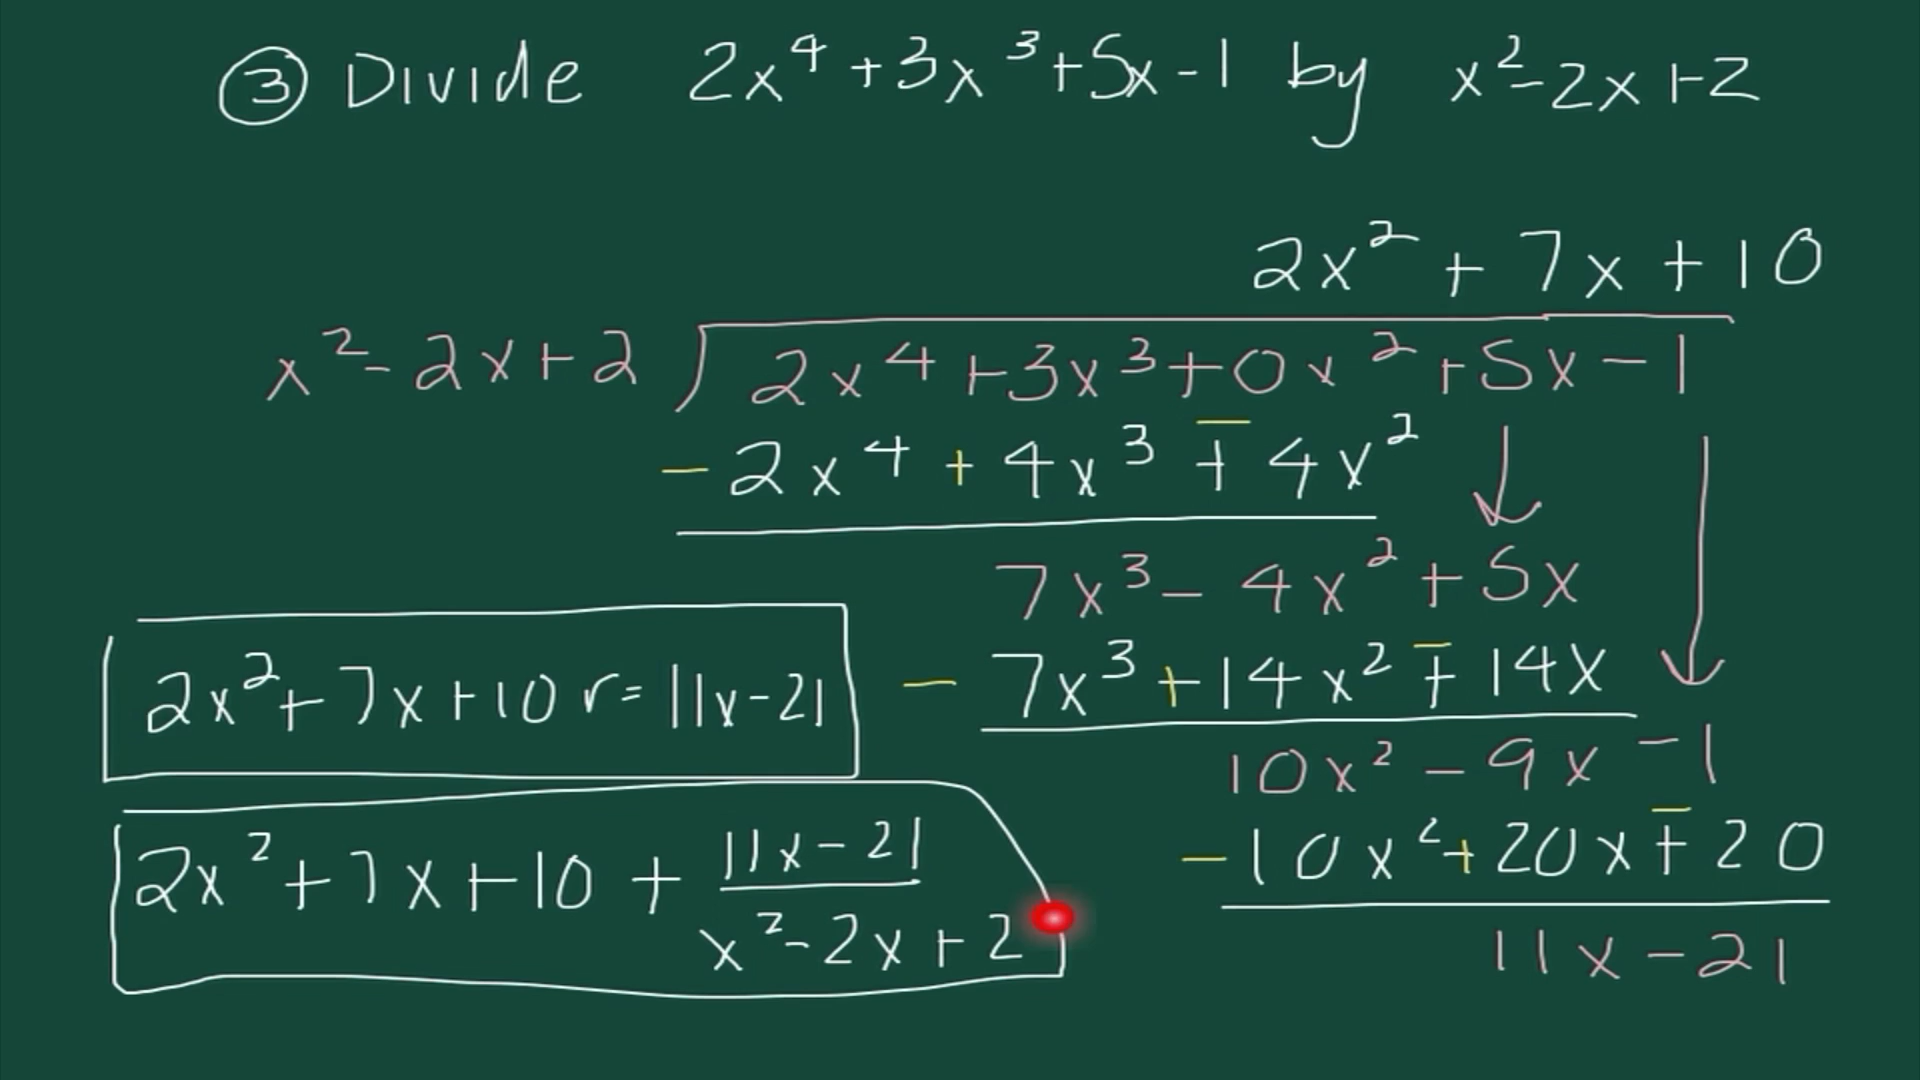 ③ Divide 2x⁴+3x³+5x-1 by x²-2x+2
2x²+7x+10
x²-2x+2)2x⁴+3x³+0x²+5x-1
-2x⁴+4x³∓4x²
7x³-4x²+5x
-7x³+14x²∓14x
2x²+7x+10 r=11x-21
10x²-9x-1
-10x²+20x∓20
2x²+7x+10+(11x-21)/(x²-2x+2)
11x-21